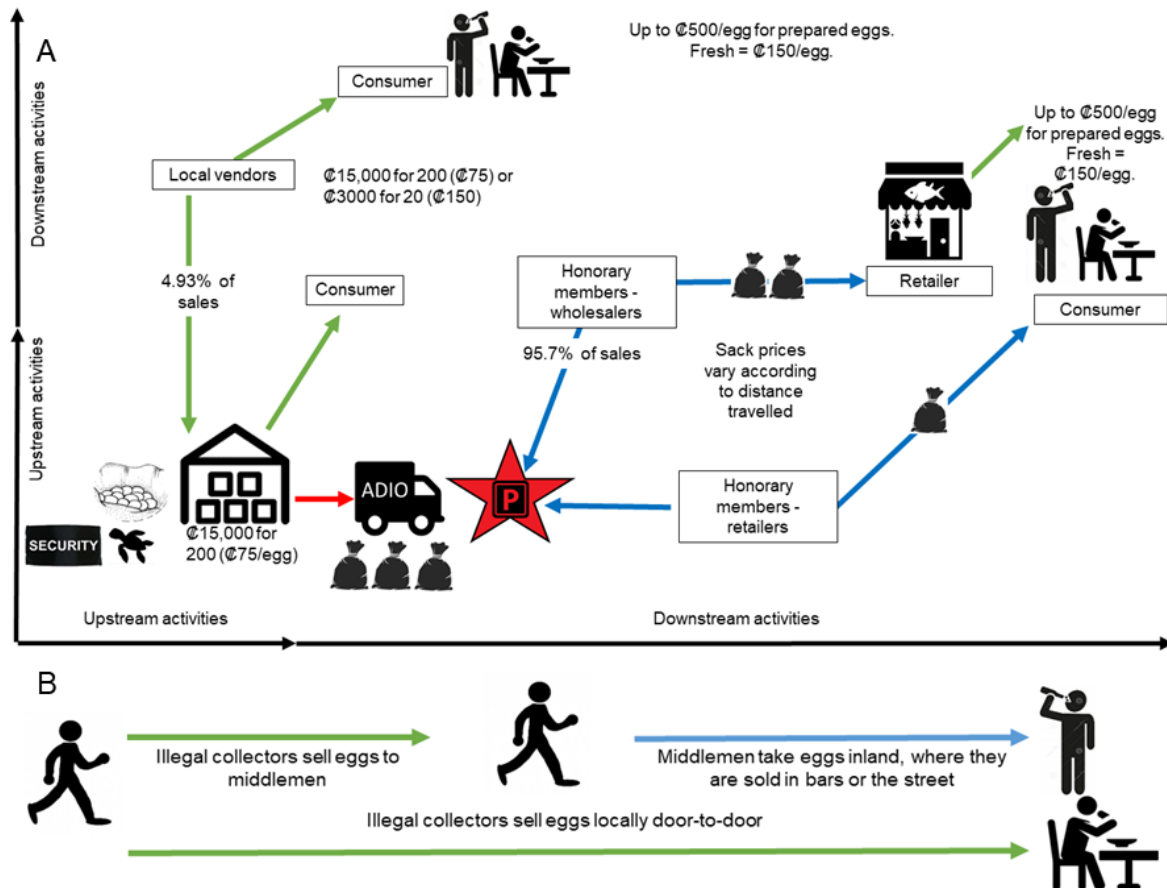 A
Up to ₡500/egg for prepared eggs.
Fresh = ₡150/egg.
Consumer
Up to ₡500/egg
for prepared eggs.
Fresh =
₡150/egg.
Downstream activities
Local vendors
₡15,000 for 200 (₡75) or
₡3000 for 20 (₡150)
4.93% of
sales
Consumer
Honorary
members -
wholesalers
Retailer
Consumer
95.7% of sales
Sack prices
vary according
to distance
travelled
Upstream activities
ADIO
P
Honorary
members -
retailers
SECURITY
₡15,000 for
200 (₡75/egg)
Upstream activities
Downstream activities
B
Illegal collectors sell eggs to
middlemen
Middlemen take eggs inland, where they
are sold in bars or the street
Illegal collectors sell eggs locally door-to-door